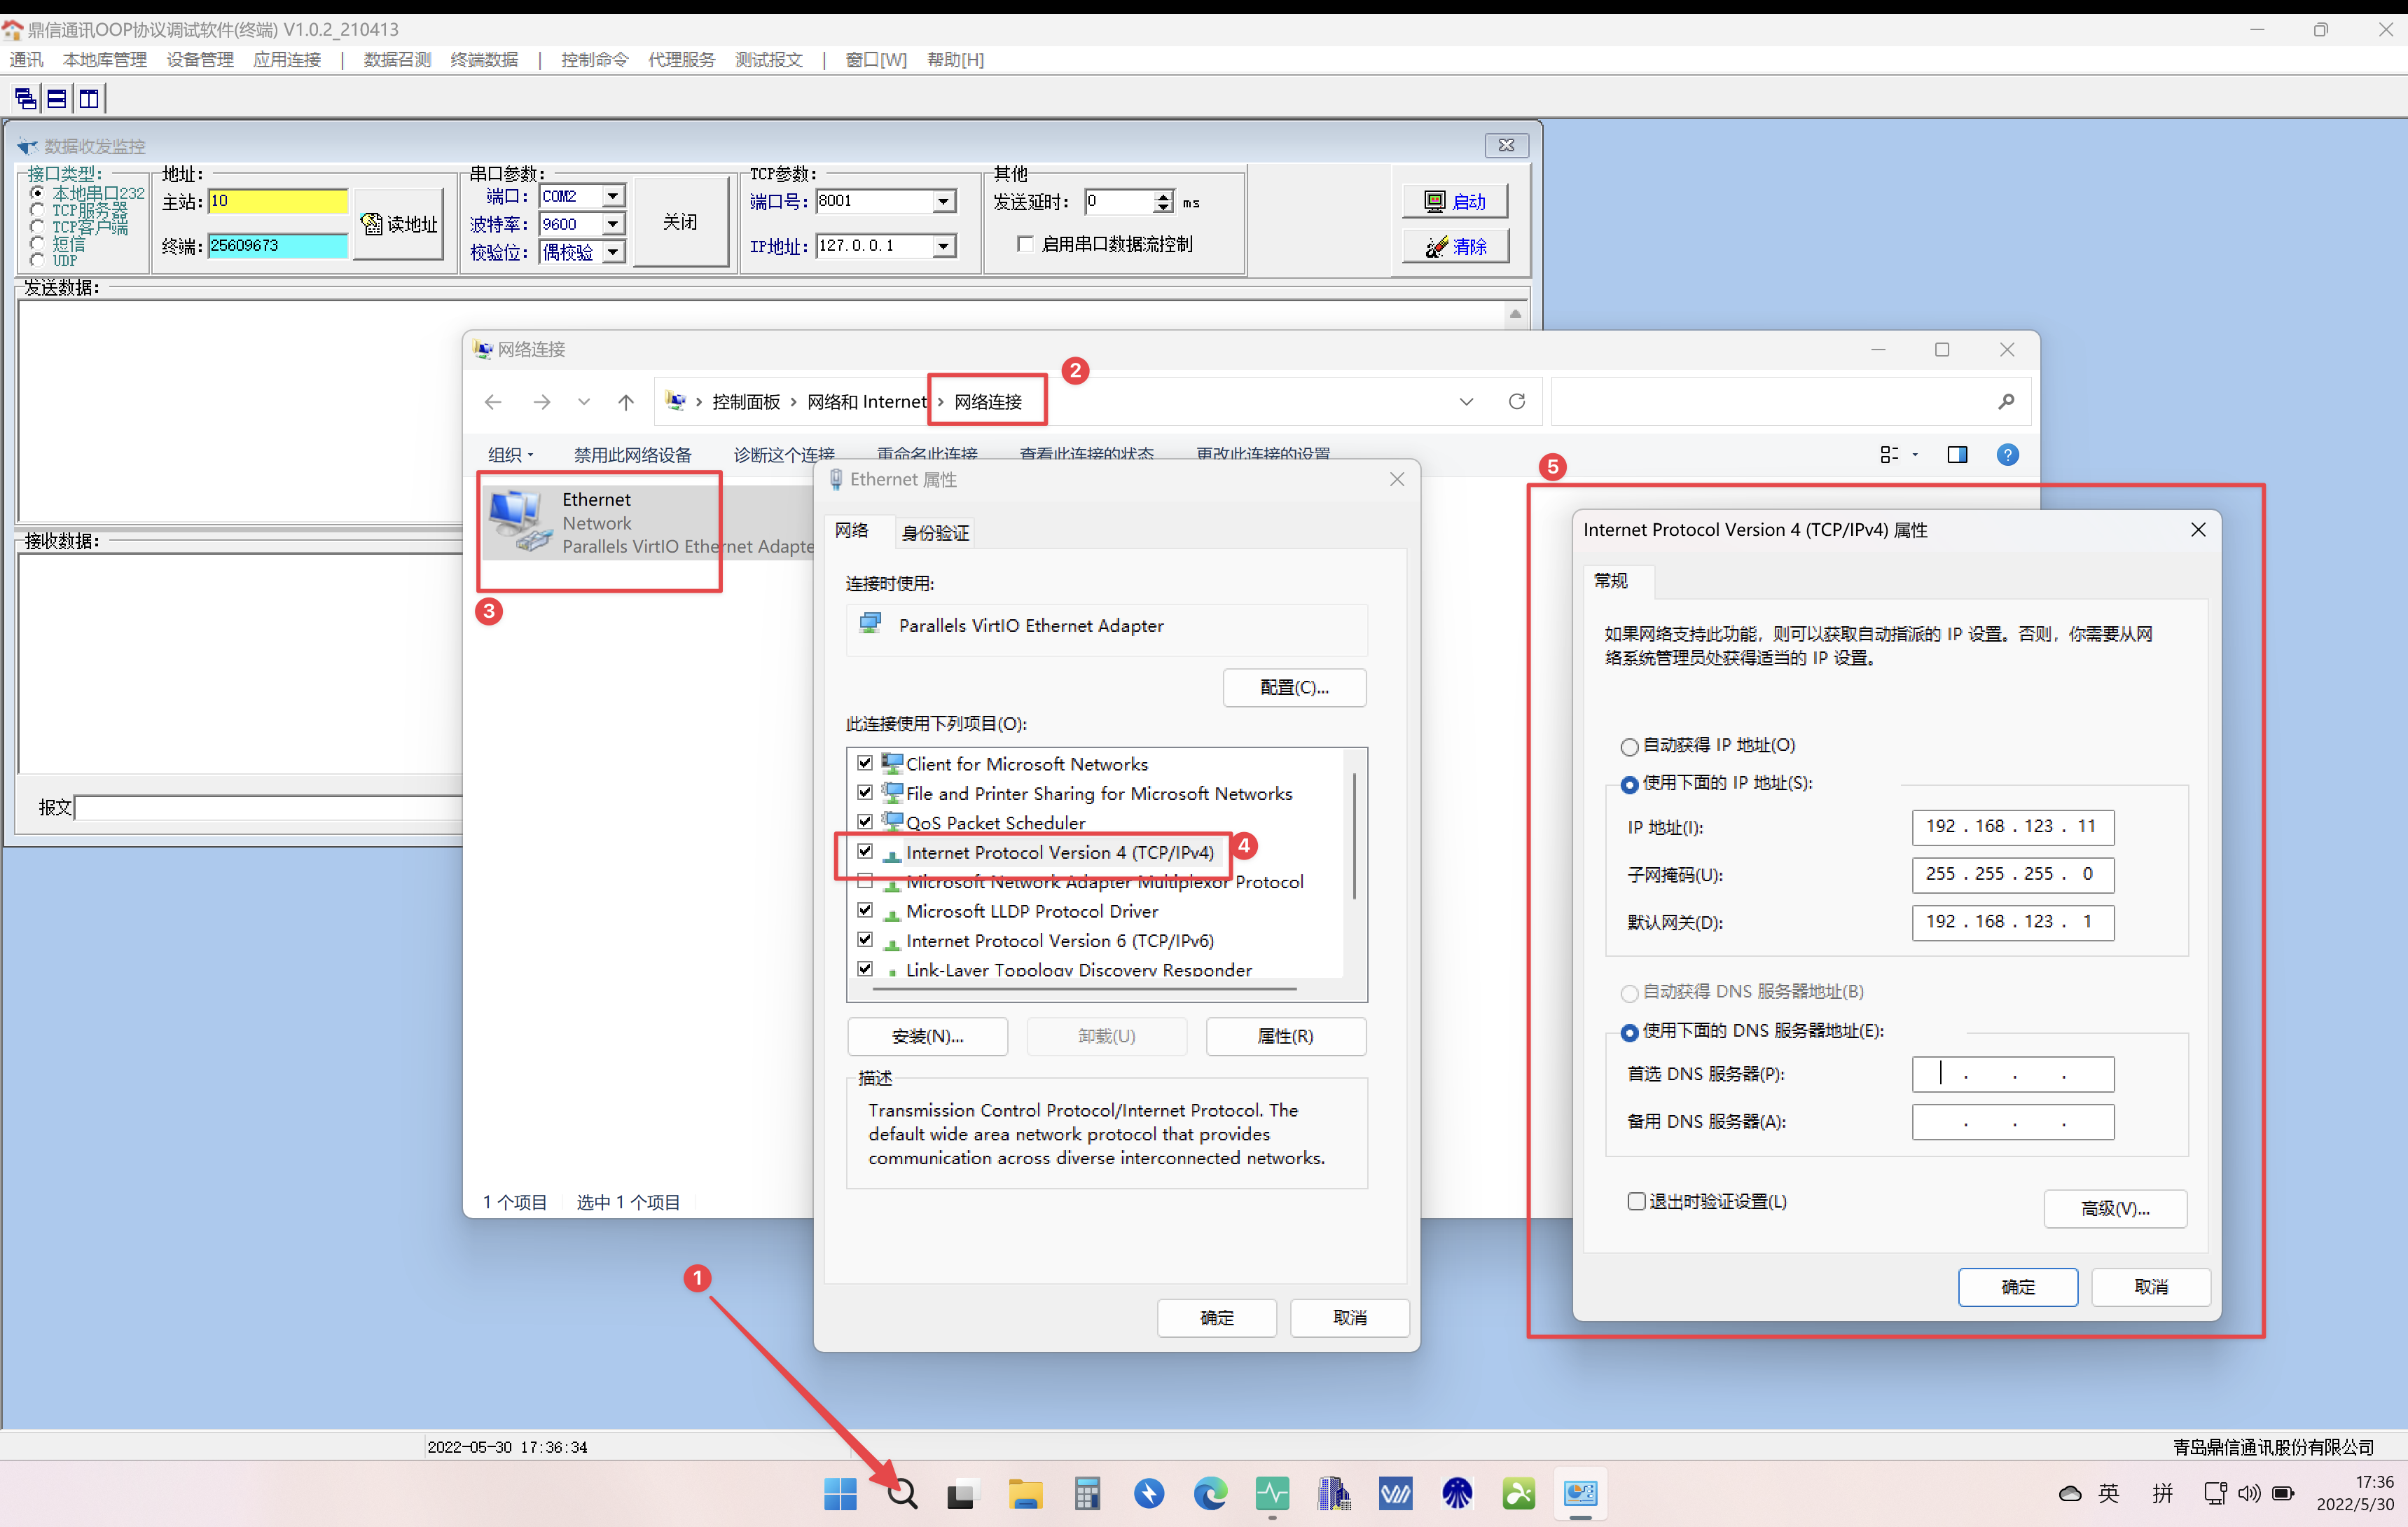 鼎信通讯OOP协议调试软件(终端) V1.0.2_210413
通讯 本地库管理 设备管理 应用连接 | 数据召测 终端数据 | 控制命令 代理服务 测试报文 | 窗口[W] 帮助[H]
数据收发监控
接口类型:
本地串口232
TCP服务器
TCP客户端
短信
UDP
地址:
主站: 10
终端: 25609673
读地址
串口参数:
端口: COM2
波特率: 9600
校验位: 偶校验
关闭
TCP参数:
端口号: 8001
IP地址: 127.0.0.1
其他
发送延时: 0 ms
启用串口数据流控制
启动
清除
发送数据:
接收数据:
报文
网络连接
2
控制面板 › 网络和 Internet › 网络连接
组织 禁用此网络设备 诊断这个连接 重命名此连接 查看此连接的状态 更改此连接的设置
Ethernet
Network
Parallels VirtIO Ethernet Adapte
3
1 个项目 选中 1 个项目
Ethernet 属性
网络 身份验证
连接时使用:
Parallels VirtIO Ethernet Adapter
配置(C)...
此连接使用下列项目(O):
Client for Microsoft Networks
File and Printer Sharing for Microsoft Networks
QoS Packet Scheduler
Internet Protocol Version 4 (TCP/IPv4)
4
Microsoft Network Adapter Multiplexor Protocol
Microsoft LLDP Protocol Driver
Internet Protocol Version 6 (TCP/IPv6)
Link-Layer Topology Discovery Responder
安装(N)... 卸载(U) 属性(R)
描述
Transmission Control Protocol/Internet Protocol. The
default wide area network protocol that provides
communication across diverse interconnected networks.
确定 取消
5
Internet Protocol Version 4 (TCP/IPv4) 属性
常规
如果网络支持此功能，则可以获取自动指派的 IP 设置。否则，你需要从网
络系统管理员处获得适当的 IP 设置。
自动获得 IP 地址(O)
使用下面的 IP 地址(S):
IP 地址(I): 192 . 168 . 123 . 11
子网掩码(U): 255 . 255 . 255 . 0
默认网关(D): 192 . 168 . 123 . 1
自动获得 DNS 服务器地址(B)
使用下面的 DNS 服务器地址(E):
首选 DNS 服务器(P): . . .
备用 DNS 服务器(A): . . .
退出时验证设置(L)
高级(V)...
确定 取消
1
2022-05-30 17:36:34
青岛鼎信通讯股份有限公司
英 拼
17:36
2022/5/30